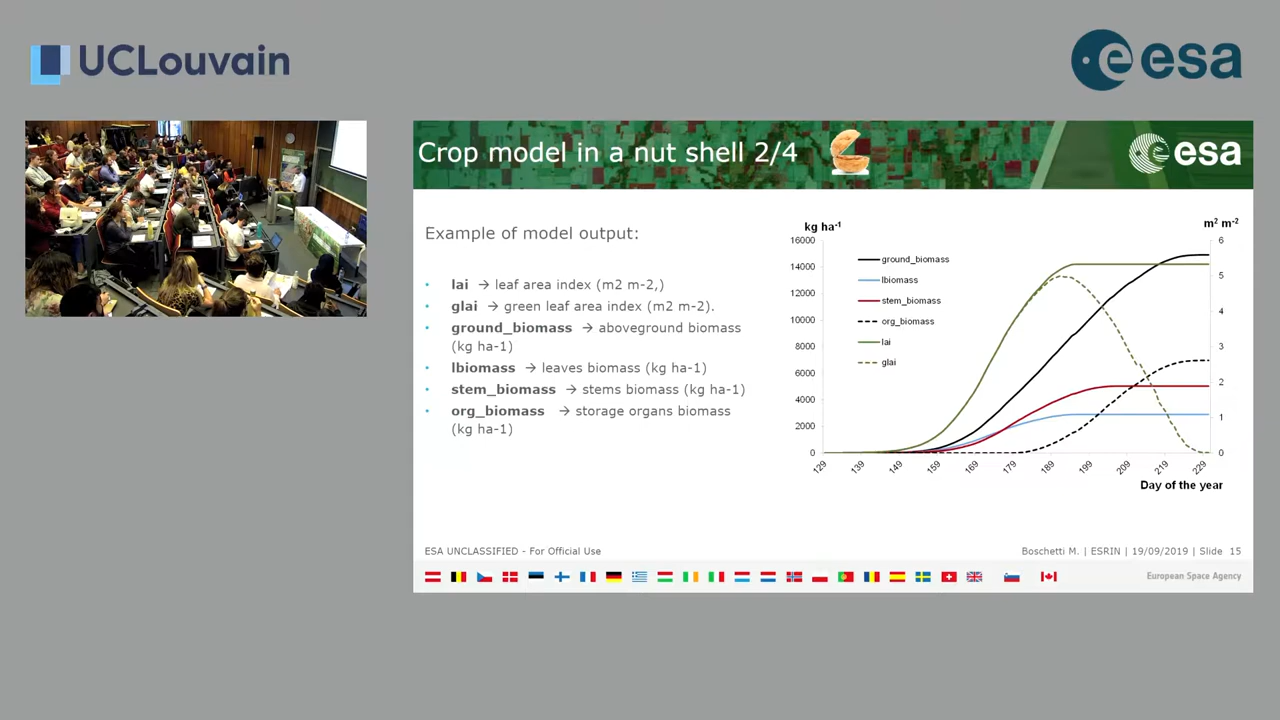 UCLouvain
esa
Crop model in a nut shell 2/4
esa
Example of model output:
• lai → leaf area index (m2 m-2,)
• glai → green leaf area index (m2 m-2).
• ground_biomass → aboveground biomass
(kg ha-1)
• lbiomass → leaves biomass (kg ha-1)
• stem_biomass → stems biomass (kg ha-1)
• org_biomass → storage organs biomass
(kg ha-1)
kg ha-1
m2 m-2
16000
14000
12000
10000
8000
6000
4000
2000
0
6
5
4
3
2
1
0
ground_biomass
lbiomass
stem_biomass
org_biomass
lai
glai
129 139 149 159 169 179 189 199 209 219 229
Day of the year
ESA UNCLASSIFIED - For Official Use
Boschetti M. | ESRIN | 19/09/2019 | Slide 15
European Space Agency